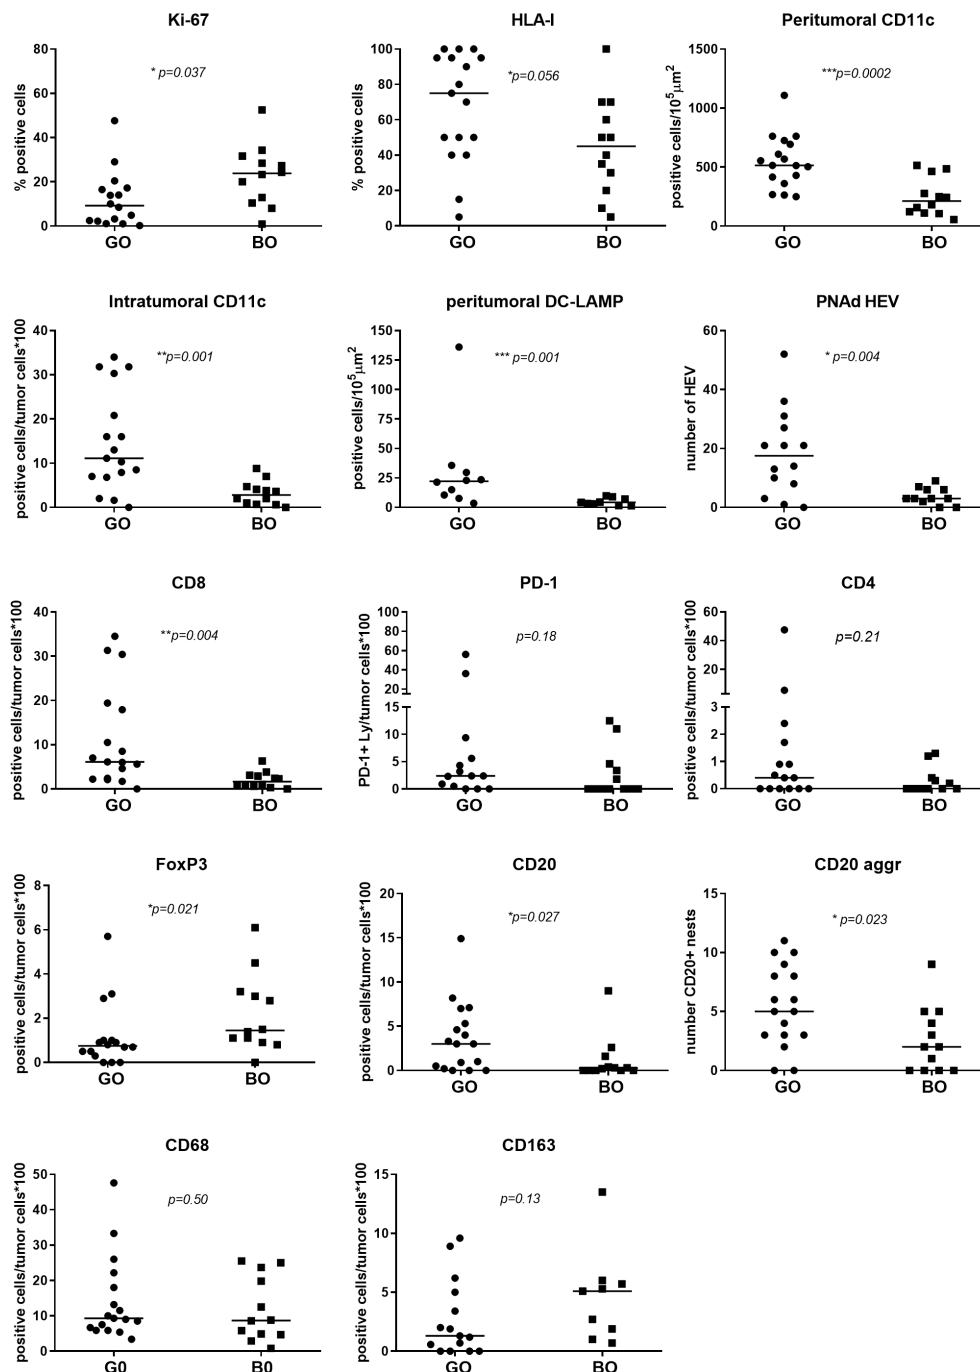 Ki-67
HLA-I
Peritumoral CD11c
% positive cells
80
60
40
20
0
* p=0.037
GO
BO
% positive cells
100
80
60
40
20
0
*p=0.056
GO
BO
positive cells/10⁵µm²
1500
1000
500
0
***p=0.0002
GO
BO
Intratumoral CD11c
peritumoral DC-LAMP
PNAd HEV
positive cells/tumor cells*100
40
30
20
10
0
**p=0.001
GO
BO
positive cells/10⁵µm²
150
125
100
75
50
25
0
*** p=0.001
GO
BO
number of HEV
60
40
20
0
* p=0.004
GO
BO
CD8
PD-1
CD4
positive cells/tumor cells*100
40
30
20
10
0
**p=0.004
GO
BO
PD-1+ Ly/tumor cells*100
100
80
60
40
20
15
10
5
0
p=0.18
GO
BO
positive cells/tumor cells*100
60
40
20
3
2
1
0
p=0.21
GO
BO
FoxP3
CD20
CD20 aggr
positive cells/tumor cells*100
8
6
4
2
0
*p=0.021
GO
BO
positive cells/tumor cells*100
20
15
10
5
0
*p=0.027
GO
BO
number CD20+ nests
15
10
5
0
* p=0.023
GO
BO
CD68
CD163
positive cells/tumor cells*100
50
40
30
20
10
0
p=0.50
G0
B0
positive cells/tumor cells*100
15
10
5
0
p=0.13
GO
BO